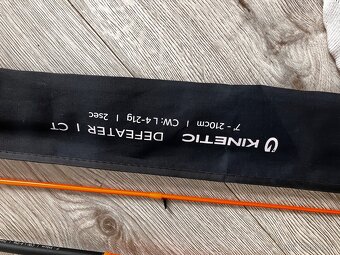 KINETIC DEFEATER | CT
7' - 210cm | CW: L 4-21g | 2sec